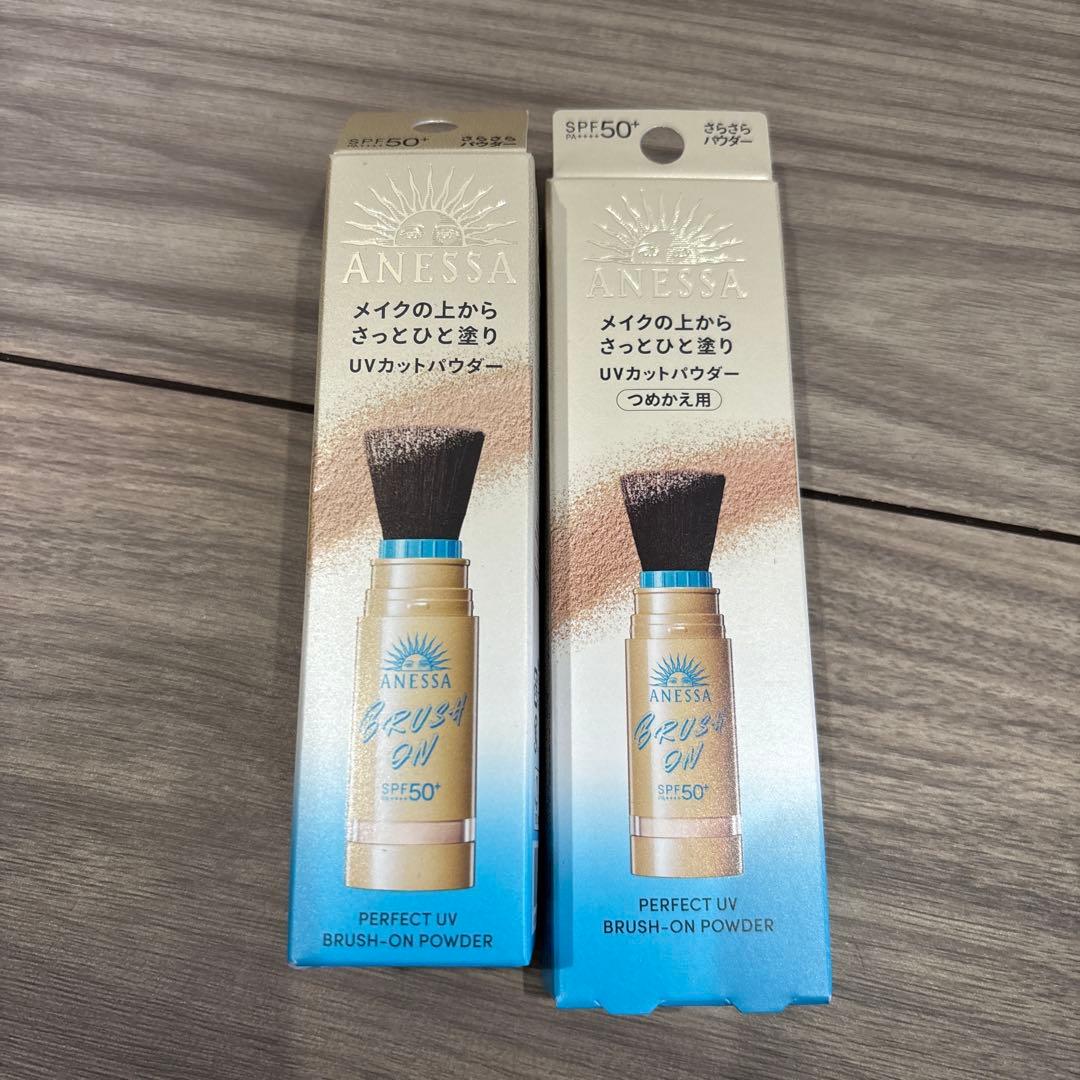 SPF50+
PA++++
さらさら
パウダー
ANESSA
メイクの上から
さっとひと塗り
UVカットパウダー
ANESSA
BRUSH
ON
SPF50+
PA++++
PERFECT UV
BRUSH-ON POWDER
SPF50+
PA++++
さらさら
パウダー
ANESSA
メイクの上から
さっとひと塗り
UVカットパウダー
つめかえ用
ANESSA
BRUSH
ON
SPF50+
PA++++
PERFECT UV
BRUSH-ON POWDER